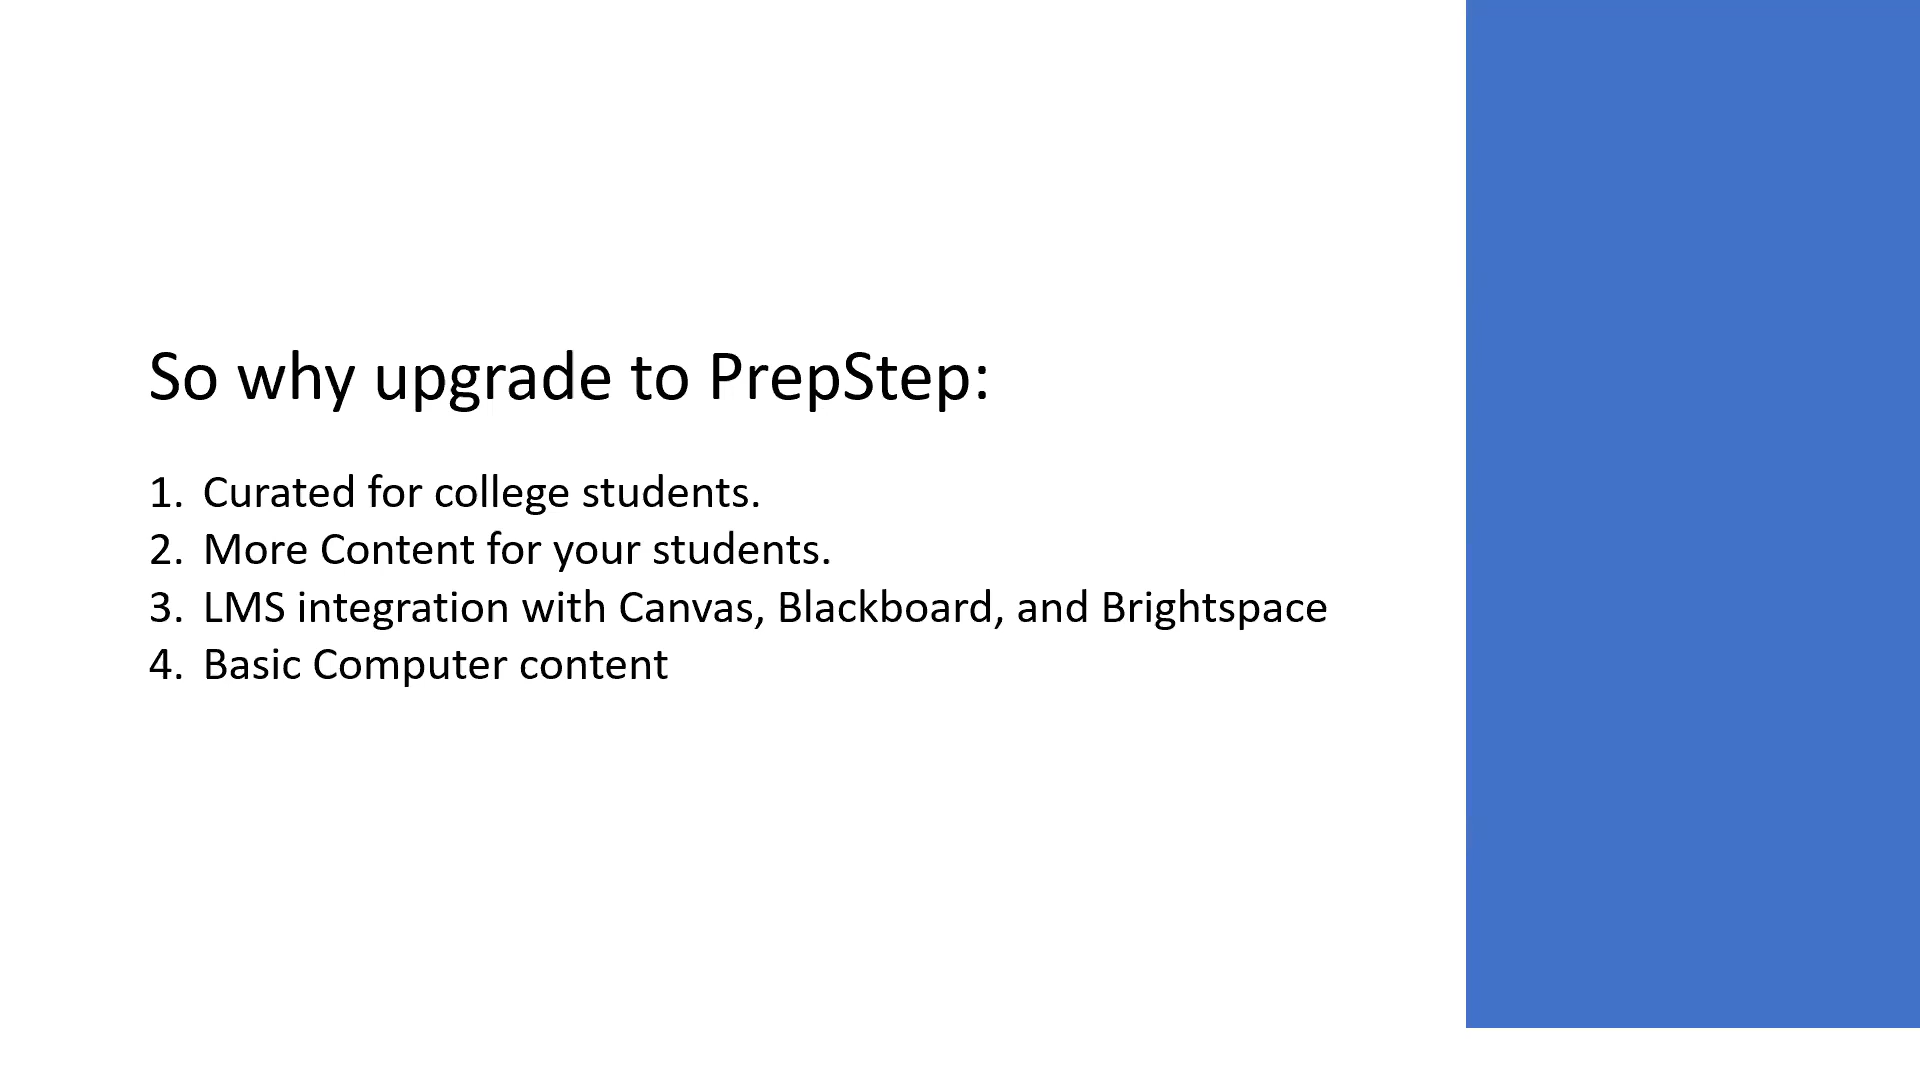 So why upgrade to PrepStep:
1. Curated for college students.
2. More Content for your students.
3. LMS integration with Canvas, Blackboard, and Brightspace
4. Basic Computer content